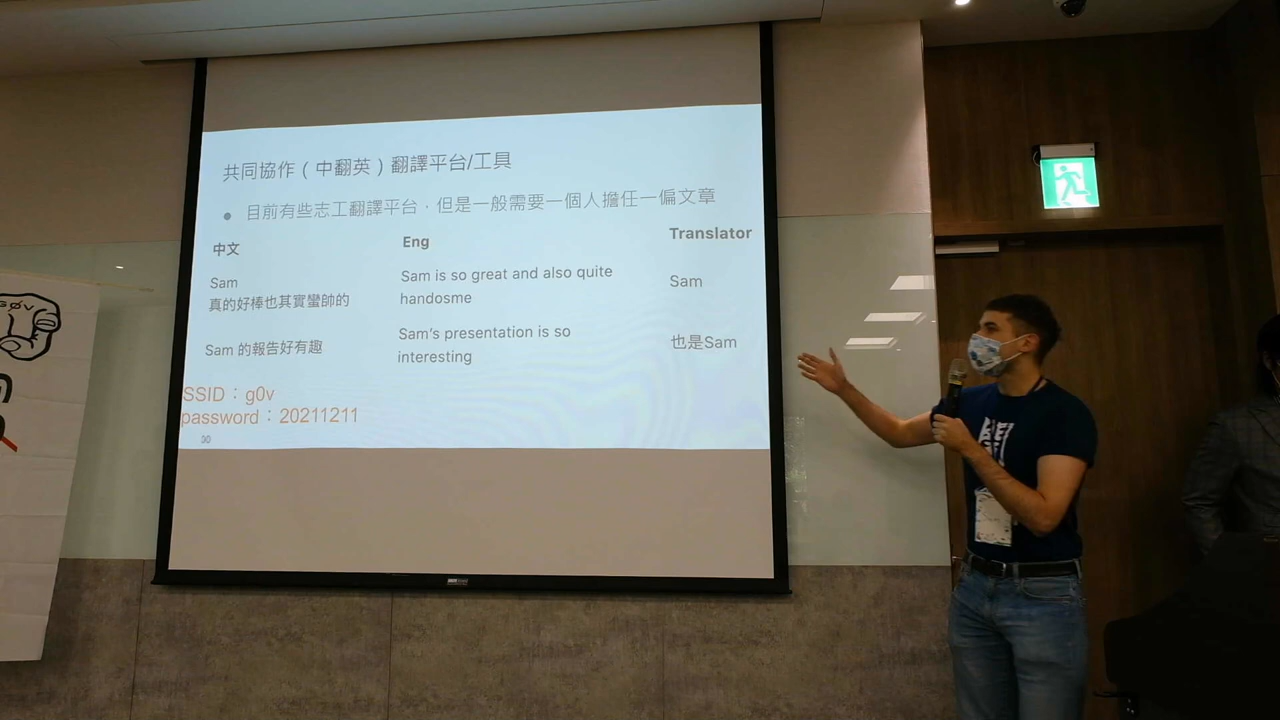 共同協作 ( 中翻英 ) 翻譯平台/工具
● 目前有些志工翻譯平台，但是一般需要一個人擔任一偏文章
中文 Eng Translator
Sam
真的好棒也其實蠻帥的
Sam is so great and also quite
handosme
Sam
Sam 的報告好有趣
Sam's presentation is so
interesting
也是Sam
SSID：g0v
password：20211211
g0v